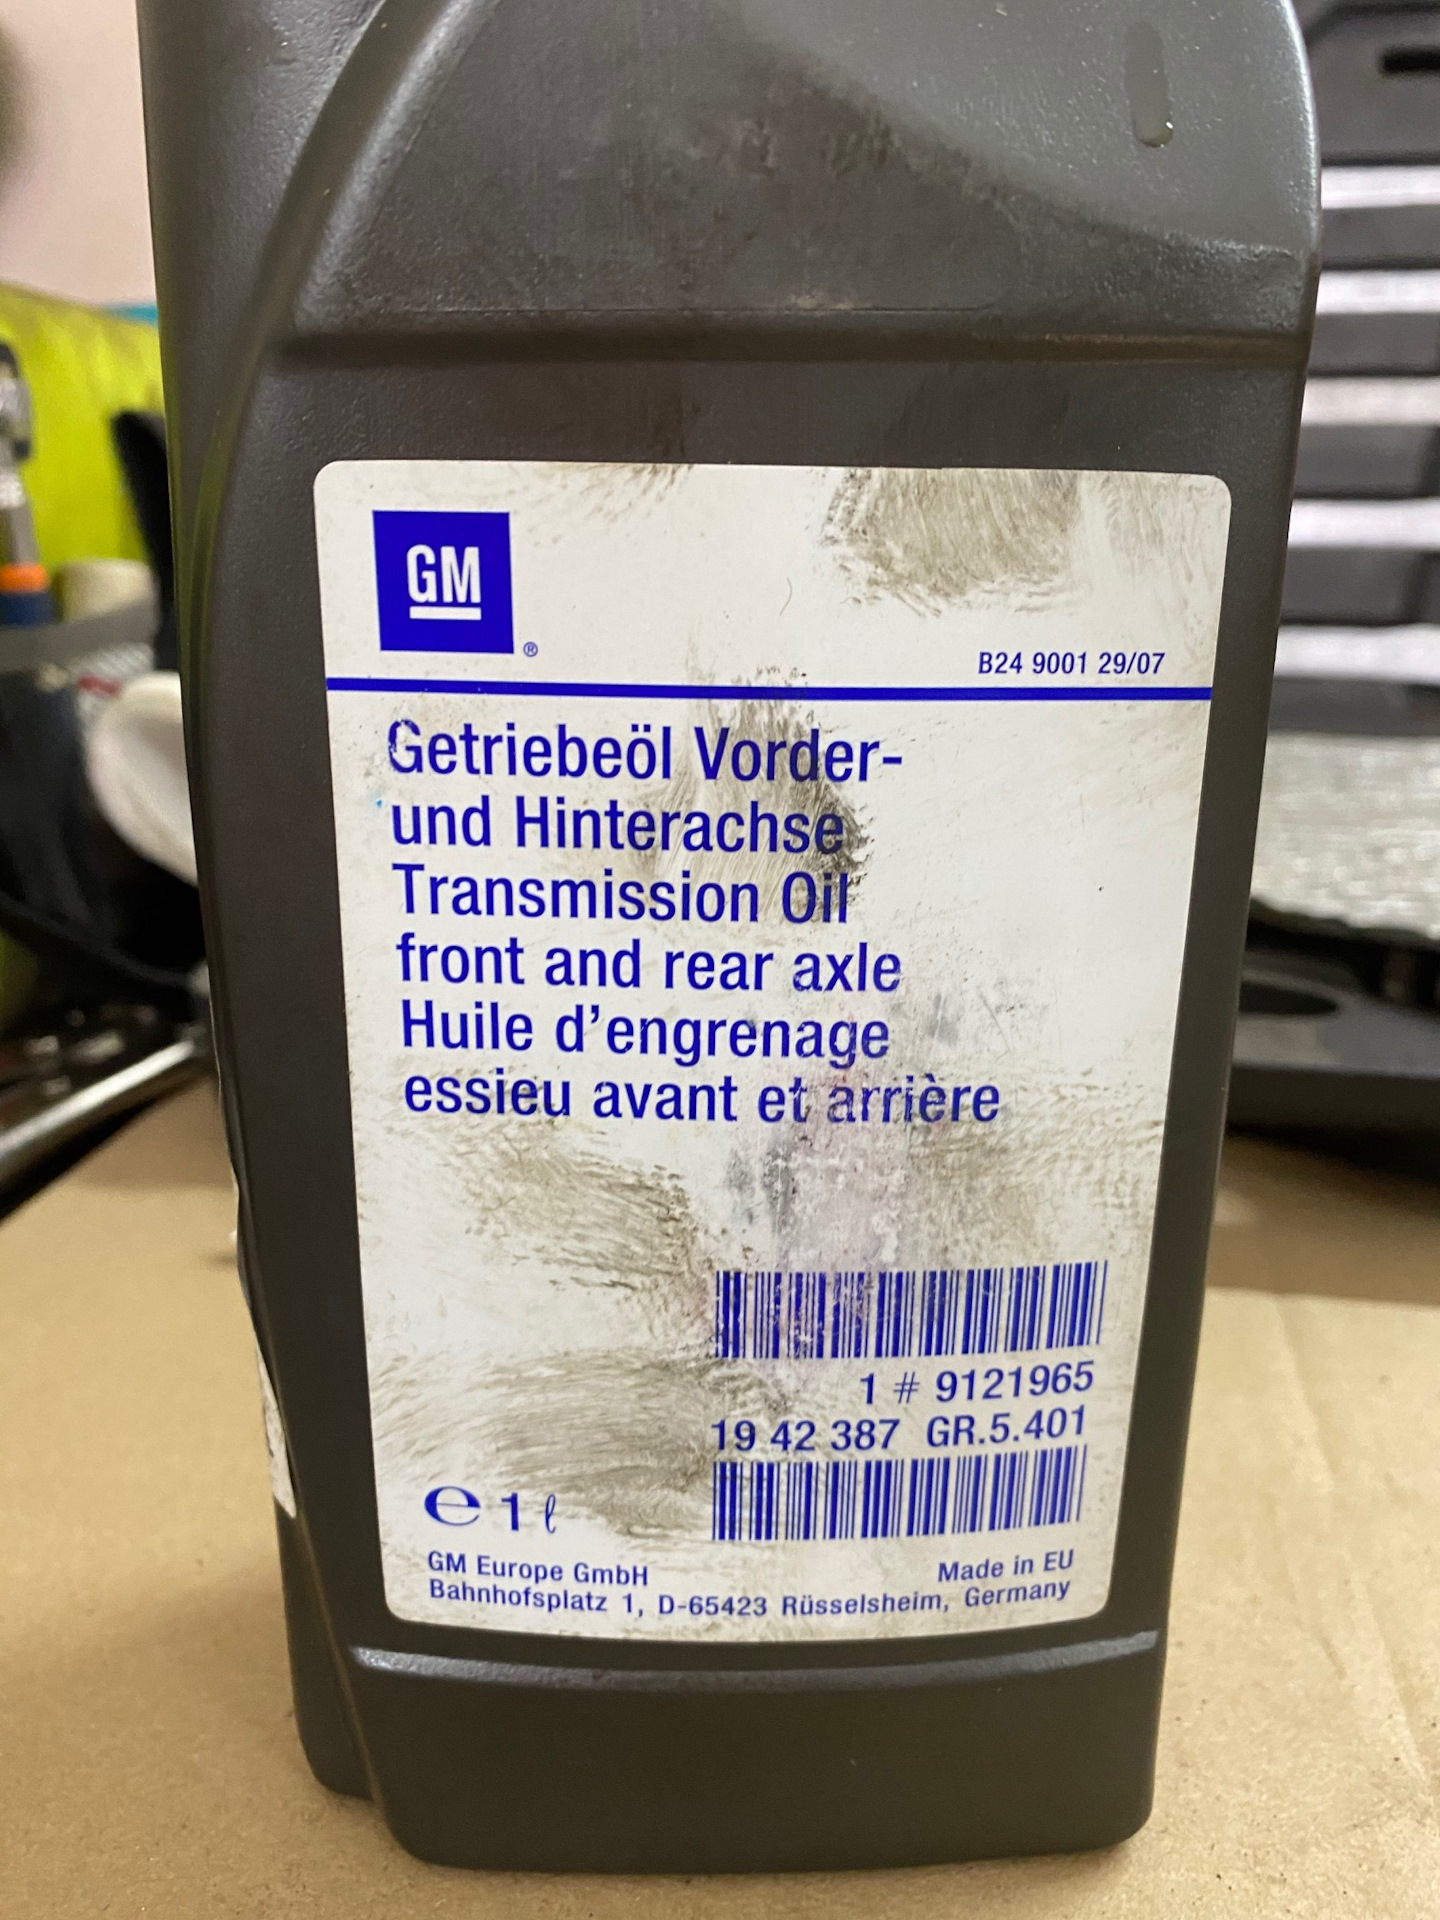 GM
®
B24 9001 29/07
Getriebeöl Vorder-
und Hinterachse
Transmission Oil
front and rear axle
Huile d’engrenage
essieu avant et arrière
1 # 9121965
19 42 387 GR.5.401
e 1 ℓ
GM Europe GmbH
Made in EU
Bahnhofsplatz 1, D-65423 Rüsselsheim, Germany